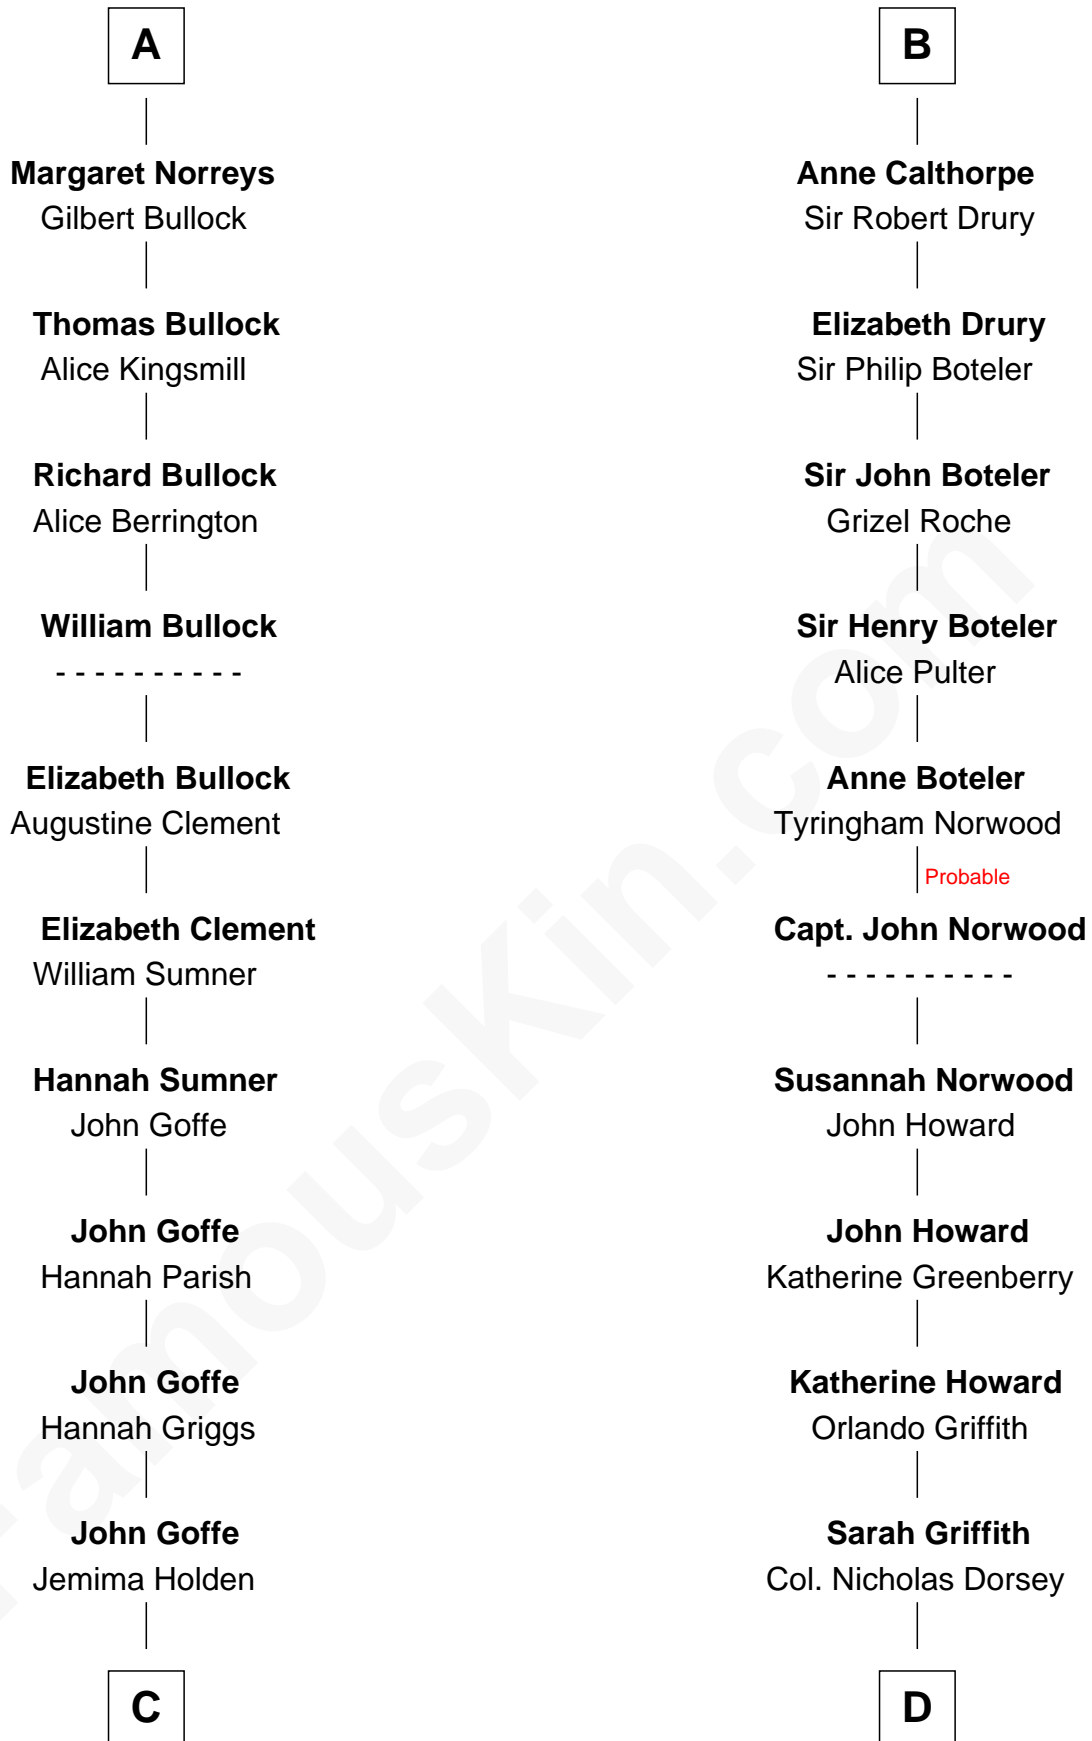 A
Margaret Norreys
Gilbert Bullock
Thomas Bullock
Alice Kingsmill
Richard Bullock
Alice Berrington
William Bullock
- - - - - - - - - -
Elizabeth Bullock
Augustine Clement
Elizabeth Clement
William Sumner
Hannah Sumner
John Goffe
John Goffe
Hannah Parish
John Goffe
Hannah Griggs
John Goffe
Jemima Holden
C
B
Anne Calthorpe
Sir Robert Drury
Elizabeth Drury
Sir Philip Boteler
Sir John Boteler
Grizel Roche
Sir Henry Boteler
Alice Pulter
Anne Boteler
Tyringham Norwood
Probable
Capt. John Norwood
- - - - - - - - - -
Susannah Norwood
John Howard
John Howard
Katherine Greenberry
Katherine Howard
Orlando Griffith
Sarah Griffith
Col. Nicholas Dorsey
D
FamousKin.com